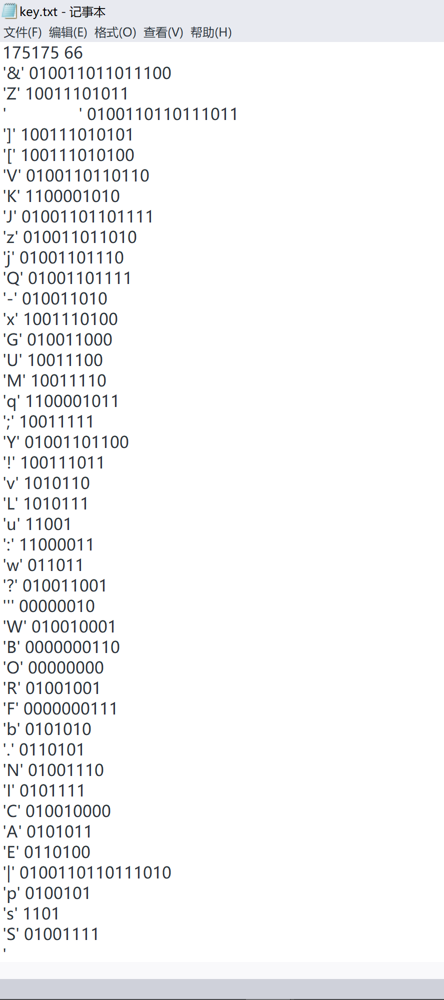 key.txt - 记事本
文件(F) 编辑(E) 格式(O) 查看(V) 帮助(H)
175175 66
'&' 010011011011100
'Z' 10011101011
'	' 0100110110111011
']' 100111010101
'[' 100111010100
'V' 0100110110110
'K' 1100001010
'J' 01001101101111
'z' 010011011010
'j' 01001101110
'Q' 01001101111
'-' 010011010
'x' 1001110100
'G' 010011000
'U' 10011100
'M' 10011110
'q' 1100001011
';' 10011111
'Y' 01001101100
'!' 100111011
'v' 1010110
'L' 1010111
'u' 11001
':' 11000011
'w' 011011
'?' 010011001
''' 00000010
'W' 010010001
'B' 0000000110
'O' 00000000
'R' 01001001
'F' 0000000111
'b' 0101010
'.' 0110101
'N' 01001110
'I' 0101111
'C' 010010000
'A' 0101011
'E' 0110100
'|' 0100110110111010
'p' 0100101
's' 1101
'S' 01001111
'